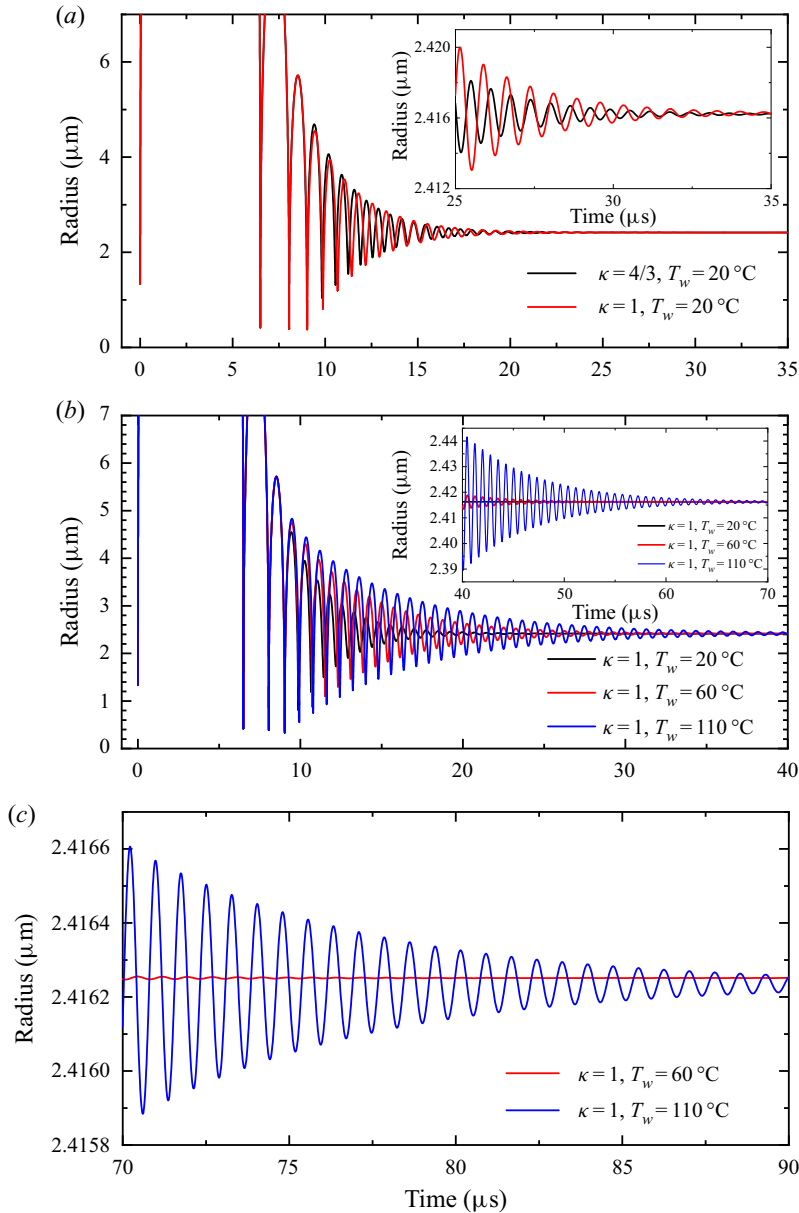 (a)
Radius (μm)
6
4
2
0
0
5
10
15
20
25
30
35
Radius (μm)
2.420
2.416
2.412
25
30
35
Time (μs)
κ = 4/3, T_w = 20 °C
κ = 1, T_w = 20 °C
(b)
Radius (μm)
7
6
5
4
3
2
1
0
0
10
20
30
40
Radius (μm)
2.44
2.43
2.42
2.41
2.40
2.39
κ = 1, T_w = 20 °C
κ = 1, T_w = 60 °C
κ = 1, T_w = 110 °C
40
50
60
70
Time (μs)
κ = 1, T_w = 20 °C
κ = 1, T_w = 60 °C
κ = 1, T_w = 110 °C
(c)
Radius (μm)
2.4166
2.4164
2.4162
2.4160
2.4158
κ = 1, T_w = 60 °C
κ = 1, T_w = 110 °C
70
75
80
85
90
Time (μs)